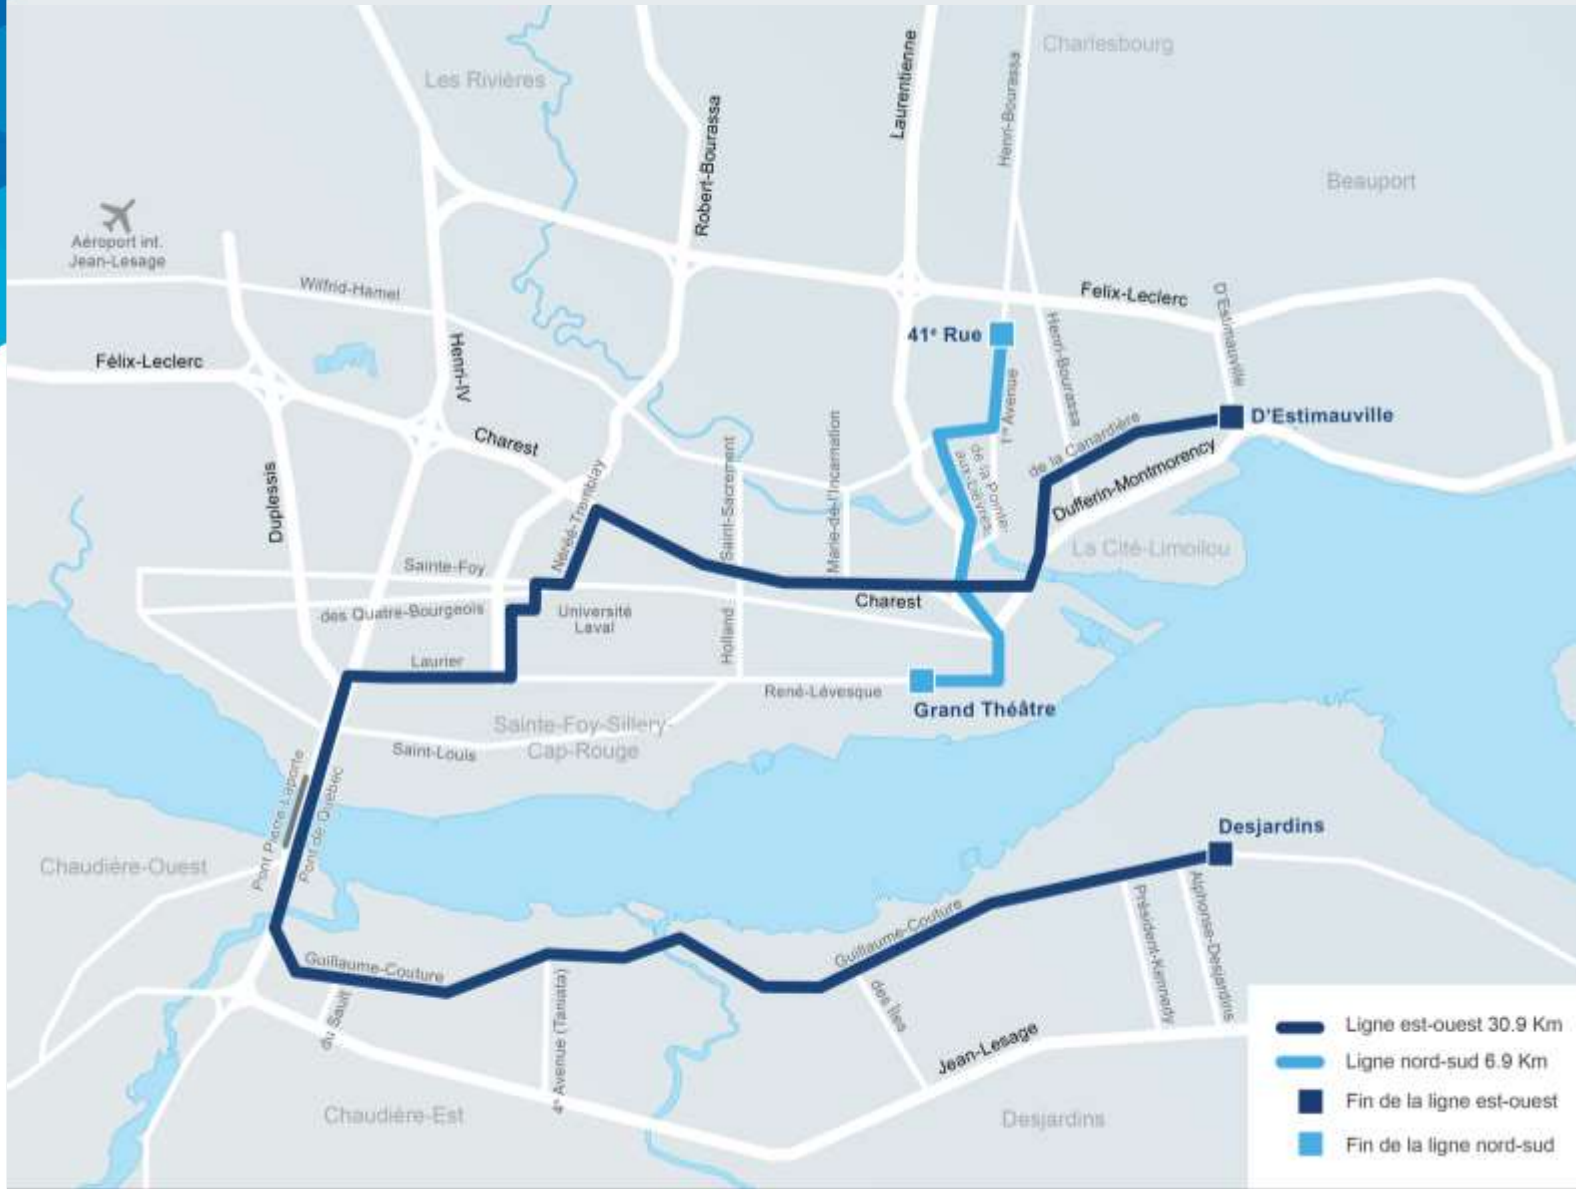 Charlesbourg
Les Rivières
Laurentienne
Henri-Bourassa
Robert-Bourassa
Beauport
Aéroport int.
Jean-Lesage
Wilfrid-Hamel
Felix-Leclerc
D'Estimauville
41e Rue
Henri-Bourassa
Félix-Leclerc
Henri-IV
1re Avenue
D'Estimauville
Charest
de la Canardière
Marie-de-l'Incarnation
Saint-Sacrement
de la Pointe-
aux-Lièvres
Dufferin-Montmorency
Duplessis
Nérée-Tremblay
La Cité-Limoilou
Sainte-Foy
des Quatre-Bourgeois
Université
Laval
Charest
Holland
Laurier
René-Lévesque
Grand Théâtre
Sainte-Foy-Sillery
Cap-Rouge
Saint-Louis
Pont Pierre-Laporte
Pont de Québec
Desjardins
Chaudière-Ouest
Alphonse-Desjardins
Président-Kennedy
Guillaume-Couture
Guillaume-Couture
du Sault
4e Avenue (Taniata)
des Iles
Jean-Lesage
Chaudière-Est
Desjardins
Ligne est-ouest 30.9 Km
Ligne nord-sud 6.9 Km
Fin de la ligne est-ouest
Fin de la ligne nord-sud